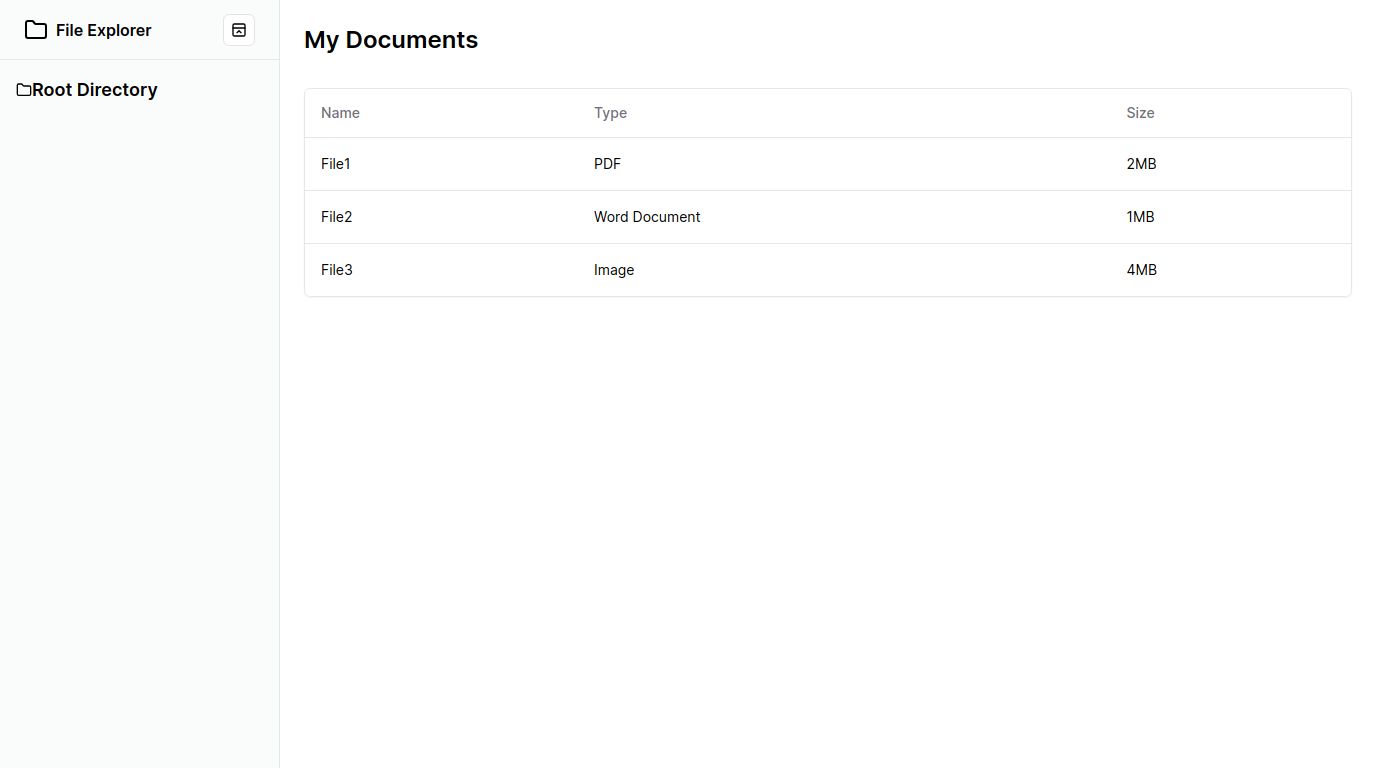 File Explorer
Root Directory
My Documents
Name Type Size
File1 PDF 2MB
File2 Word Document 1MB
File3 Image 4MB